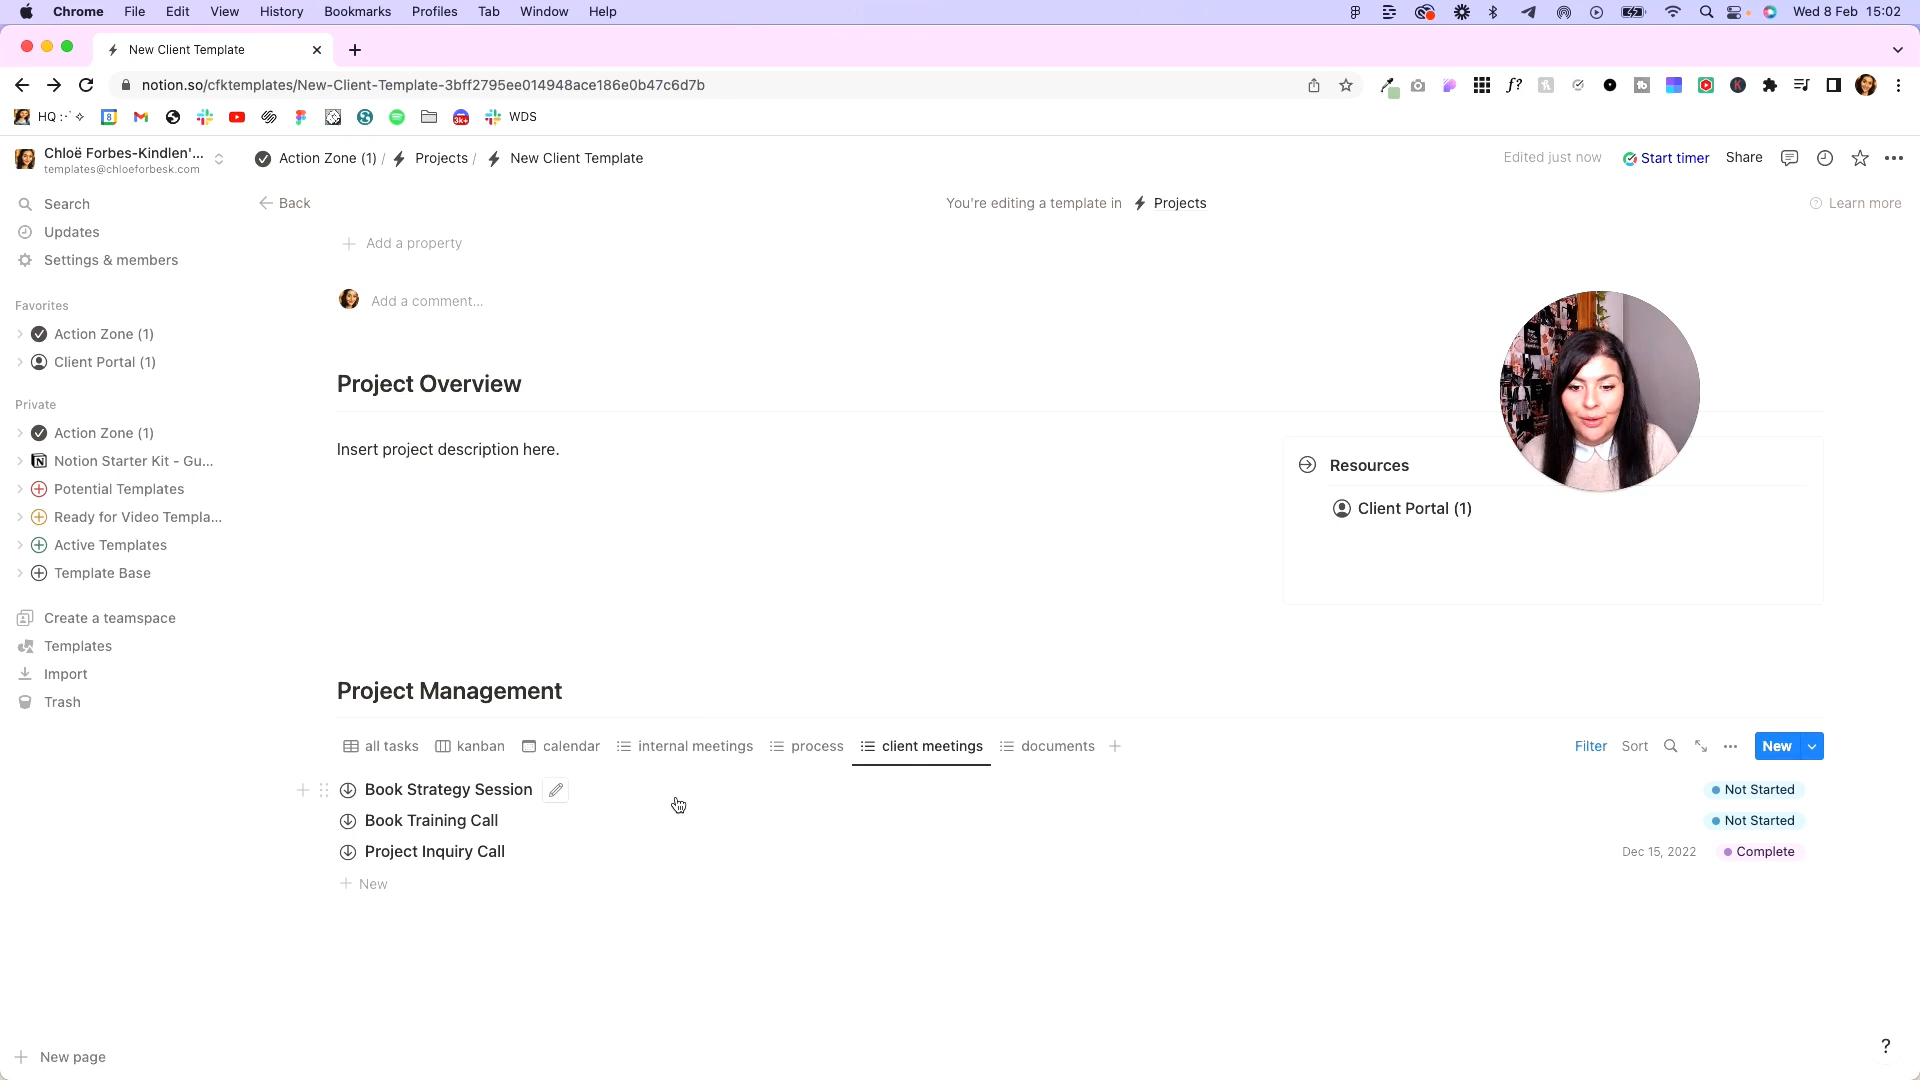 Chrome File Edit View History Bookmarks Profiles Tab Window Help Wed 8 Feb 15:02
New Client Template
notion.so/cfktemplates/New-Client-Template-3bff2795ee014948ace186e0b47c6d7b
HQ WDS
Chloë Forbes-Kindlen'...
templates@chloeforbesk.com
Action Zone (1) / Projects / New Client Template
Edited just now Start timer Share
Search
Updates
Settings & members
Favorites
Action Zone (1)
Client Portal (1)
Private
Action Zone (1)
Notion Starter Kit - Gu...
Potential Templates
Ready for Video Templa...
Active Templates
Template Base
Create a teamspace
Templates
Import
Trash
New page
Back You're editing a template in Projects Learn more
Add a property
Add a comment...
Project Overview
Insert project description here.
Resources
Client Portal (1)
Project Management
all tasks kanban calendar internal meetings process client meetings documents
Filter Sort New
Book Strategy Session Not Started
Book Training Call Not Started
Project Inquiry Call Dec 15, 2022 Complete
New
?